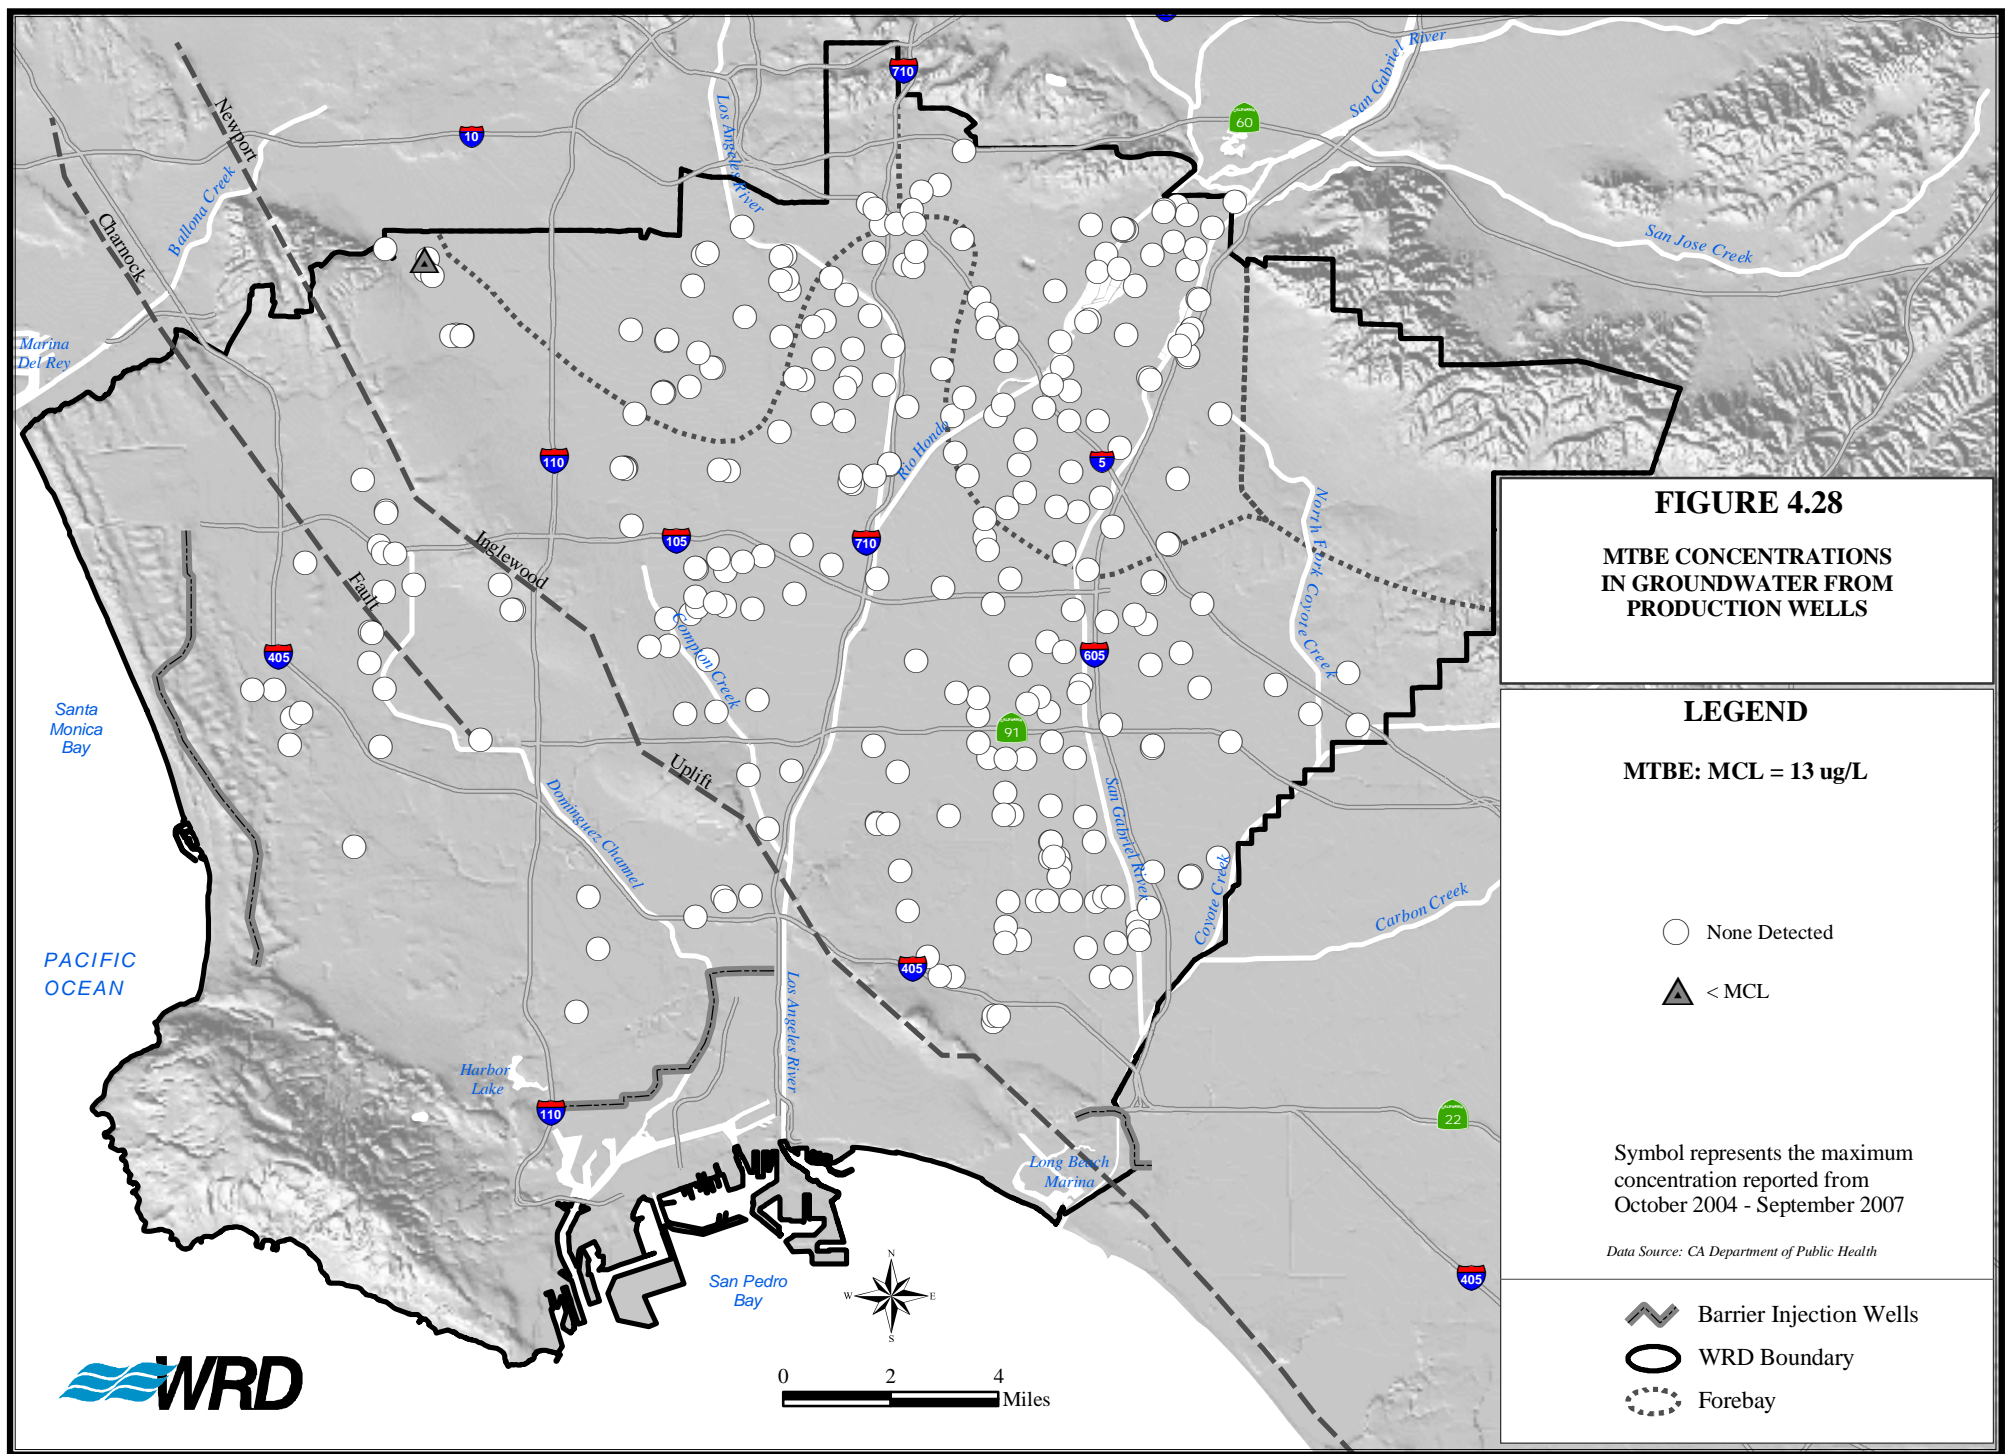 710
San Gabriel River
60
10
Newport
Los Angeles River
Ballona Creek
Charnock
San Jose Creek
Marina
Del Rey
Rio Hondo
110
5
FIGURE 4.28
MTBE CONCENTRATIONS
IN GROUNDWATER FROM
PRODUCTION WELLS
North Fork Coyote Creek
105
710
Inglewood
Fault
Compton Creek
405
605
Santa
Monica
Bay
91
Uplift
LEGEND
MTBE: MCL = 13 ug/L
Dominguez Channel
San Gabriel River
Coyote Creek
Carbon Creek
None Detected
< MCL
PACIFIC
OCEAN
405
Los Angeles River
Harbor
Lake
110
22
Long Beach
Marina
Symbol represents the maximum
concentration reported from
October 2004 - September 2007
Data Source: CA Department of Public Health
405
San Pedro
Bay
N
W E
S
Barrier Injection Wells
WRD Boundary
Forebay
WRD
0 2 4
Miles